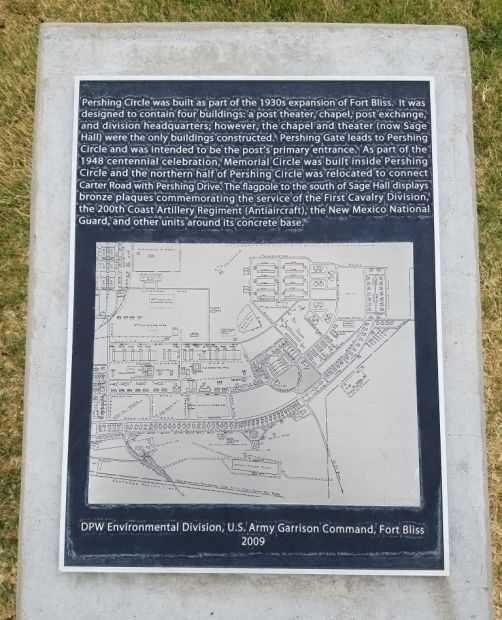 Pershing Circle was built as part of the 1930s expansion of Fort Bliss. It was
designed to contain four buildings: a post theater, chapel, post exchange,
and division headquarters; however, the chapel and theater (now Sage
Hall) were the only buildings constructed. Pershing Gate leads to Pershing
Circle and was intended to be the post's primary entrance. As part of the
1948 centennial celebration, Memorial Circle was built inside Pershing
Circle and the northern half of Pershing Circle was relocated to connect
Carter Road with Pershing Drive. The flagpole to the south of Sage Hall displays
bronze plaques commemorating the service of the First Cavalry Division,
the 200th Coast Artillery Regiment (Antiaircraft), the New Mexico National
Guard, and other units around its concrete base.
DPW Environmental Division, U.S. Army Garrison Command, Fort Bliss
2009